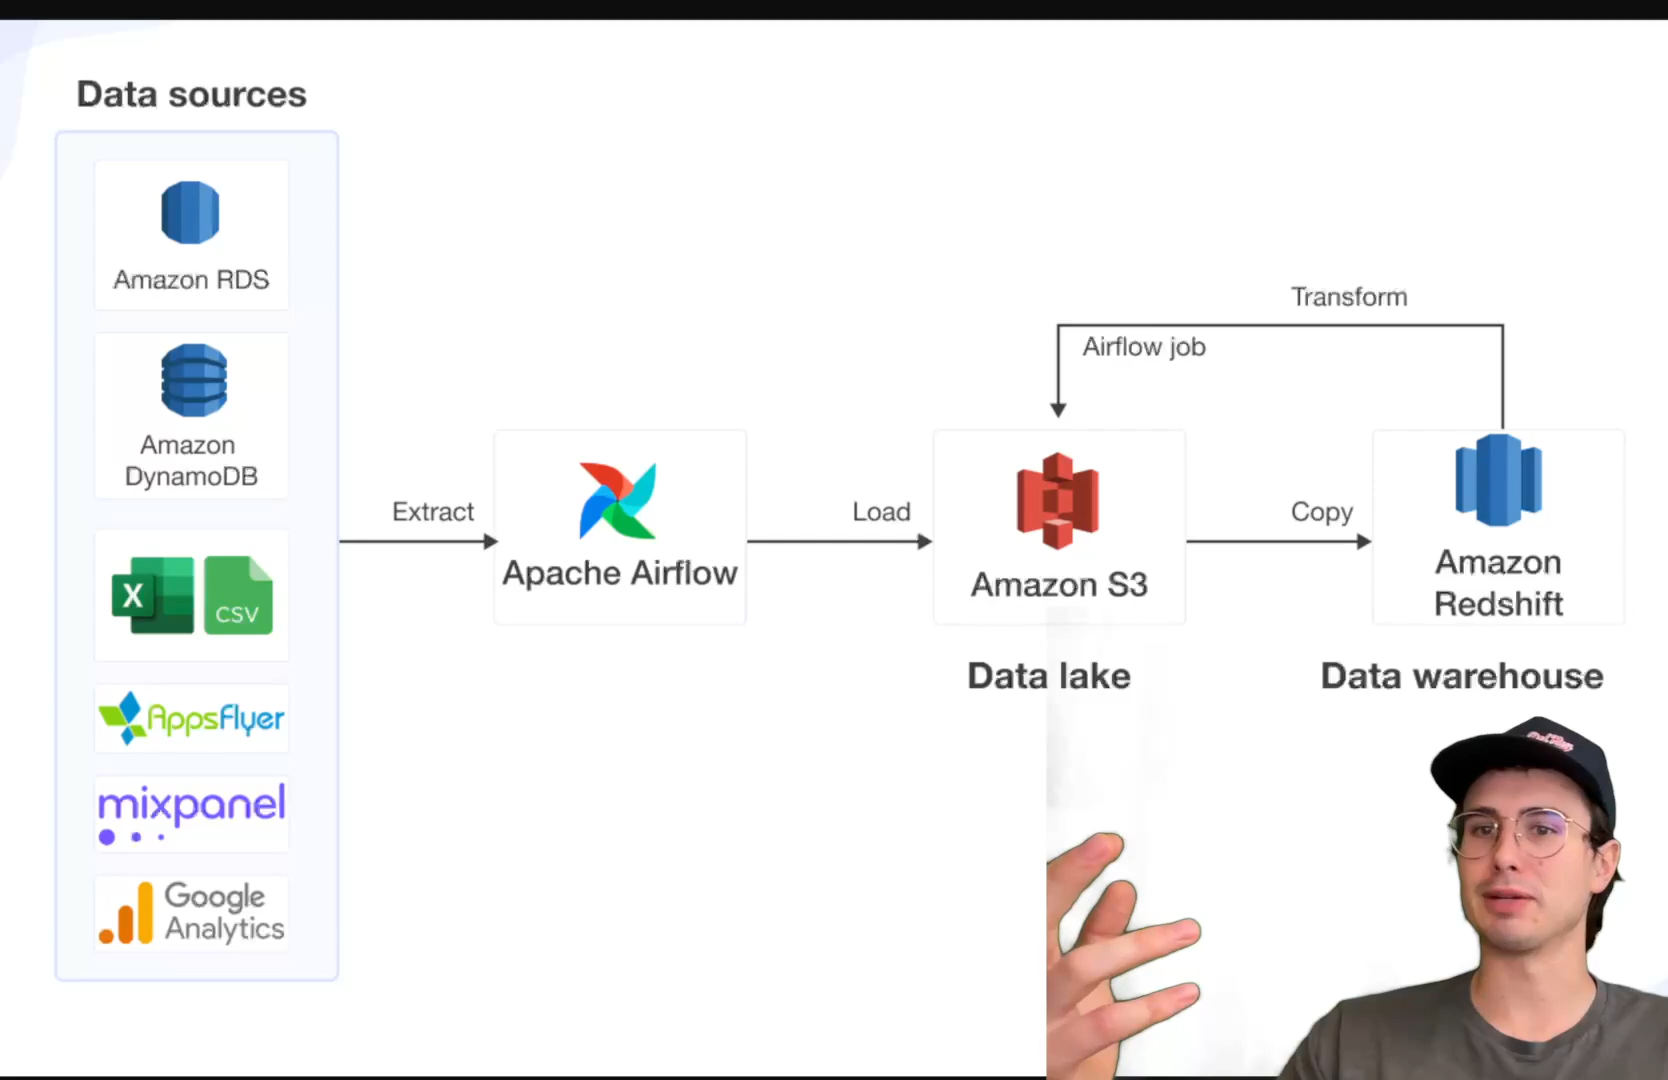 Data sources
Amazon RDS
Amazon
DynamoDB
X
CSV
AppsFlyer
mixpanel
Google
Analytics
Extract
Apache Airflow
Load
Transform
Airflow job
Amazon S3
Copy
Amazon
Redshift
Data lake
Data warehouse